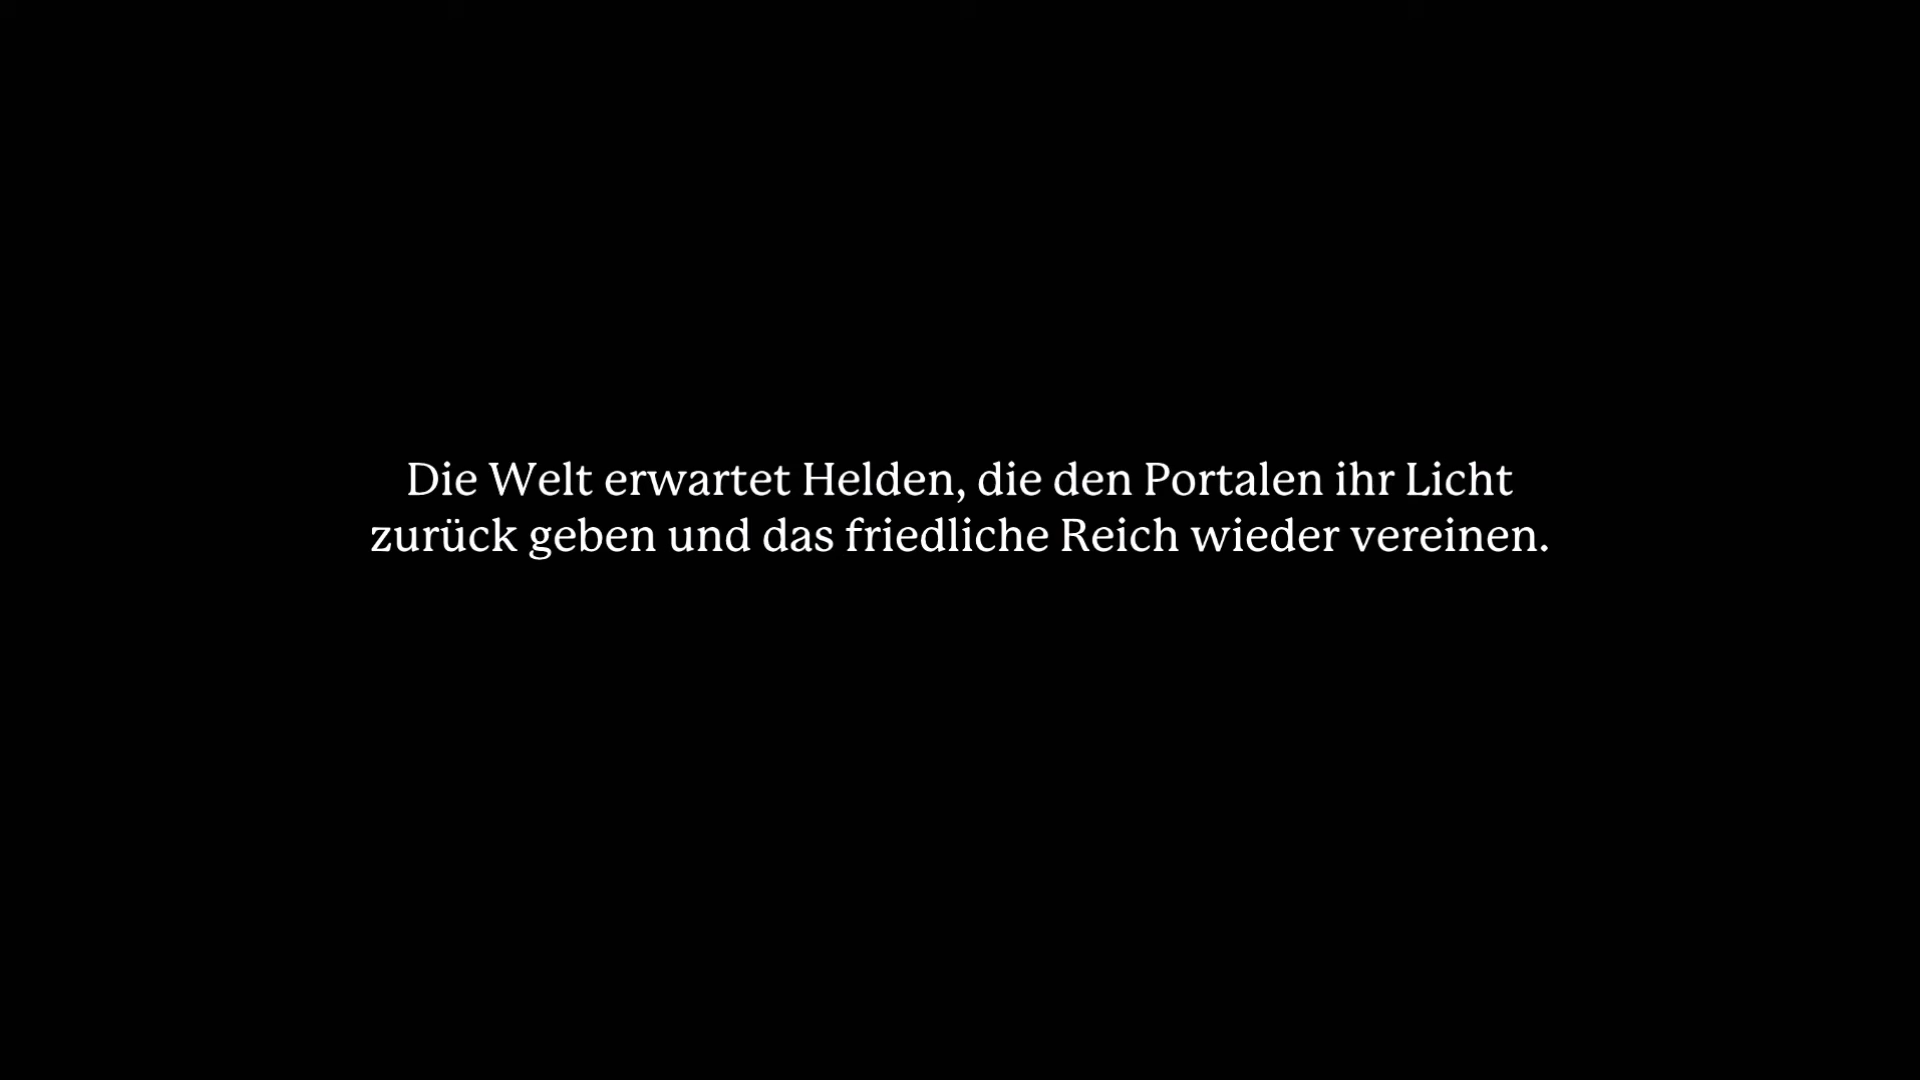 Die Welt erwartet Helden, die den Portalen ihr Licht
zurück geben und das friedliche Reich wieder vereinen.